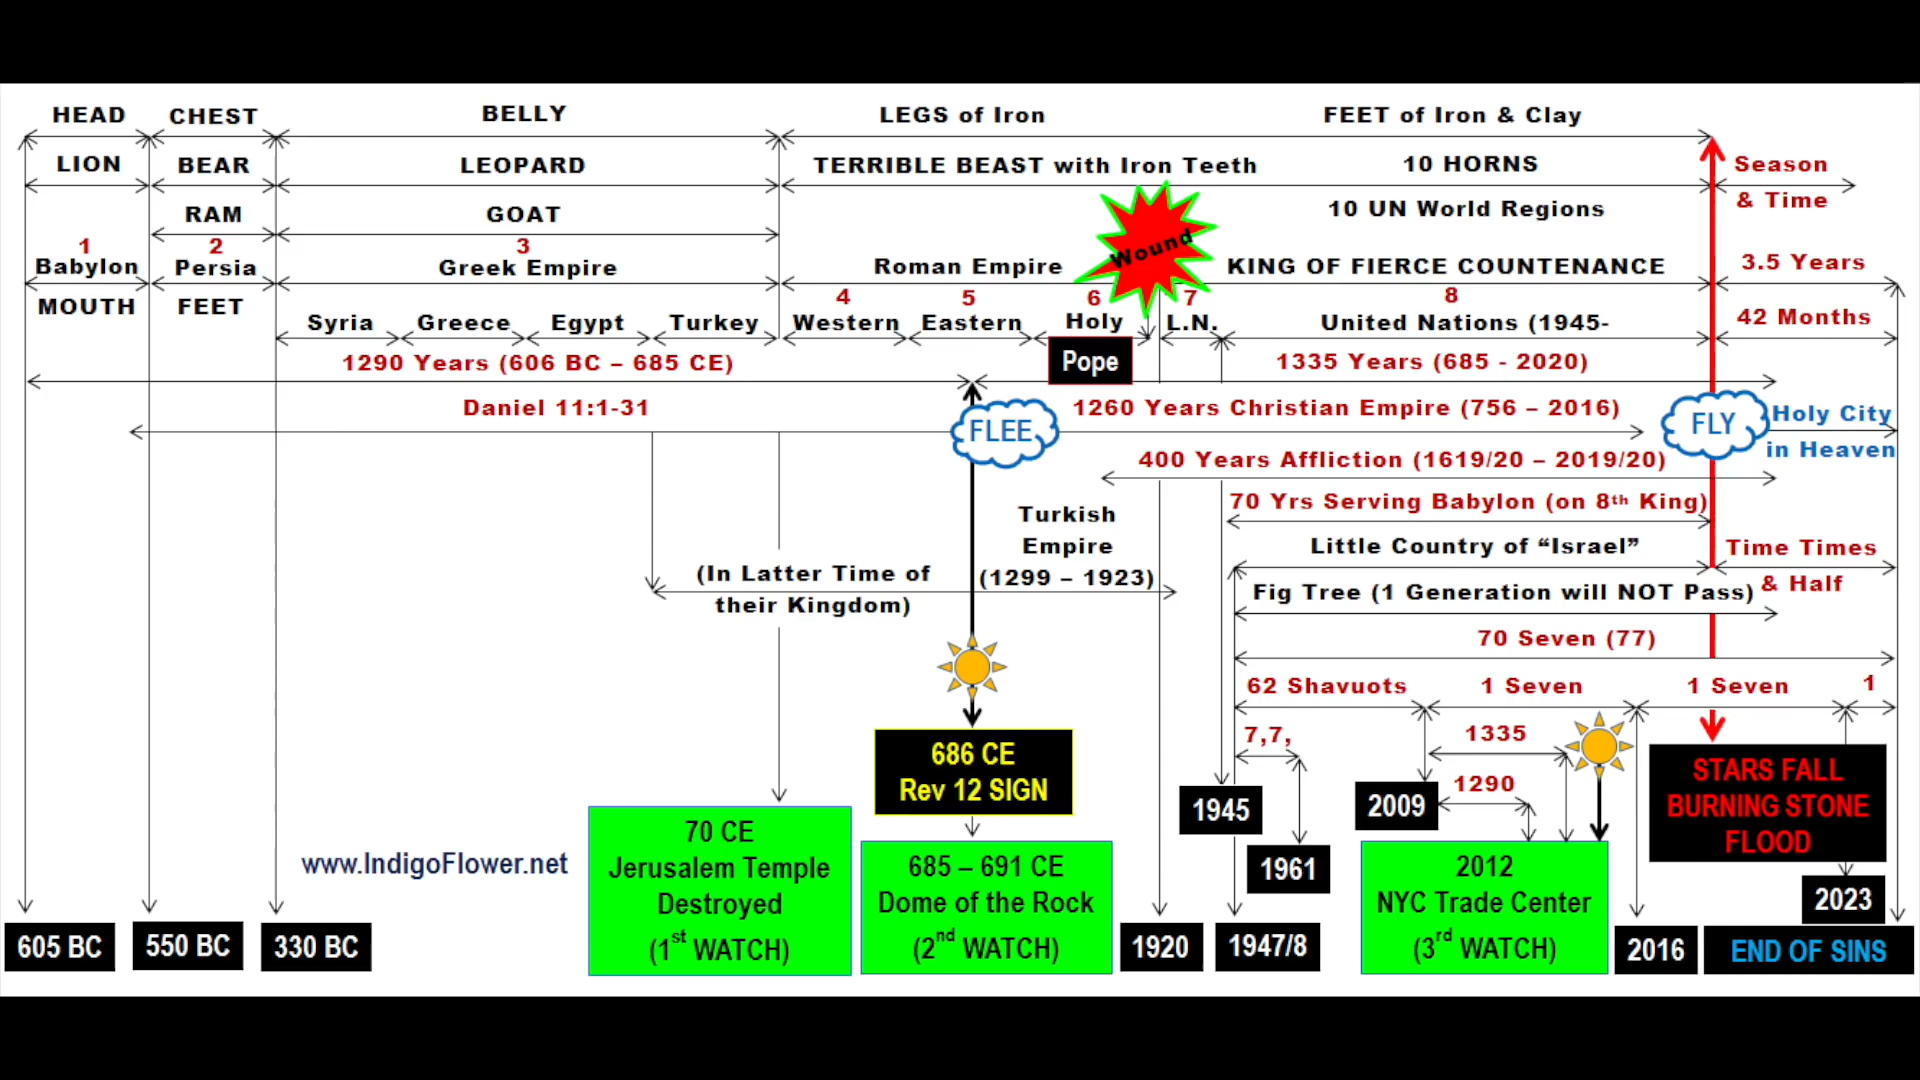 HEAD
CHEST
BELLY
LEGS of Iron
FEET of Iron & Clay
LION
BEAR
LEOPARD
TERRIBLE BEAST with Iron Teeth
10 HORNS
Season
& Time
RAM
GOAT
10 UN World Regions
Wound
1
2
3
Babylon
Persia
Greek Empire
Roman Empire
KING OF FIERCE COUNTENANCE
3.5 Years
MOUTH
FEET
4
5
6
7
8
Syria
Greece
Egypt
Turkey
Western
Eastern
Holy
L.N.
United Nations (1945-
42 Months
Pope
1290 Years (606 BC – 685 CE)
1335 Years (685 - 2020)
Daniel 11:1-31
FLEE
1260 Years Christian Empire (756 – 2016)
FLY
Holy City
in Heaven
400 Years Affliction (1619/20 – 2019/20)
70 Yrs Serving Babylon (on 8th King)
Turkish
Empire
(1299 – 1923)
Little Country of “Israel”
Time Times
& Half
(In Latter Time of
their Kingdom)
Fig Tree (1 Generation will NOT Pass)
70 Seven (77)
62 Shavuots
1 Seven
1 Seven
1
7,7,
1335
1290
686 CE
Rev 12 SIGN
STARS FALL
BURNING STONE
FLOOD
1945
2009
1961
2023
www.IndigoFlower.net
70 CE
Jerusalem Temple
Destroyed
(1st WATCH)
685 – 691 CE
Dome of the Rock
(2nd WATCH)
2012
NYC Trade Center
(3rd WATCH)
605 BC
550 BC
330 BC
1920
1947/8
2016
END OF SINS